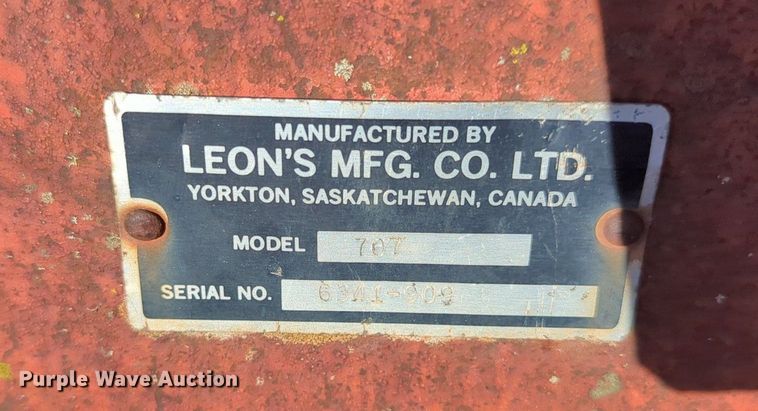 MANUFACTURED BY
LEON'S MFG. CO. LTD.
YORKTON, SASKATCHEWAN, CANADA
MODEL 707
SERIAL NO.
Purple Wave Auction